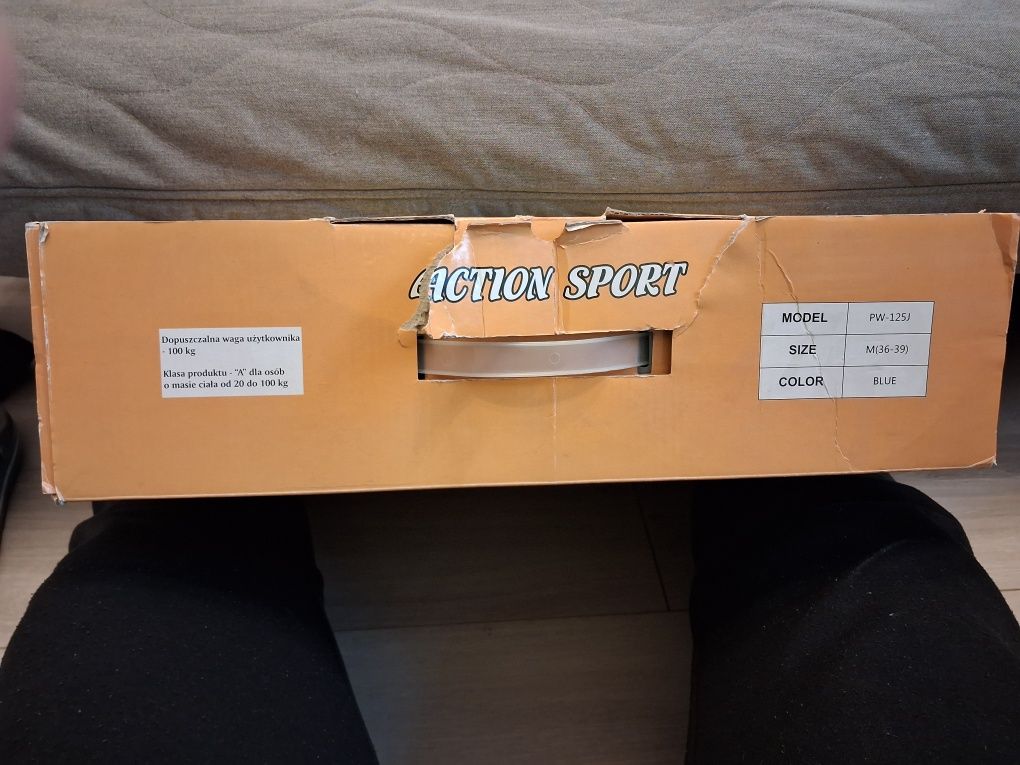 ACTION SPORT
Dopuszczalna waga użytkownika
- 100 kg
Klasa produktu - “A” dla osób
o masie ciała od 20 do 100 kg
MODEL PW-125J
SIZE M(36-39)
COLOR BLUE